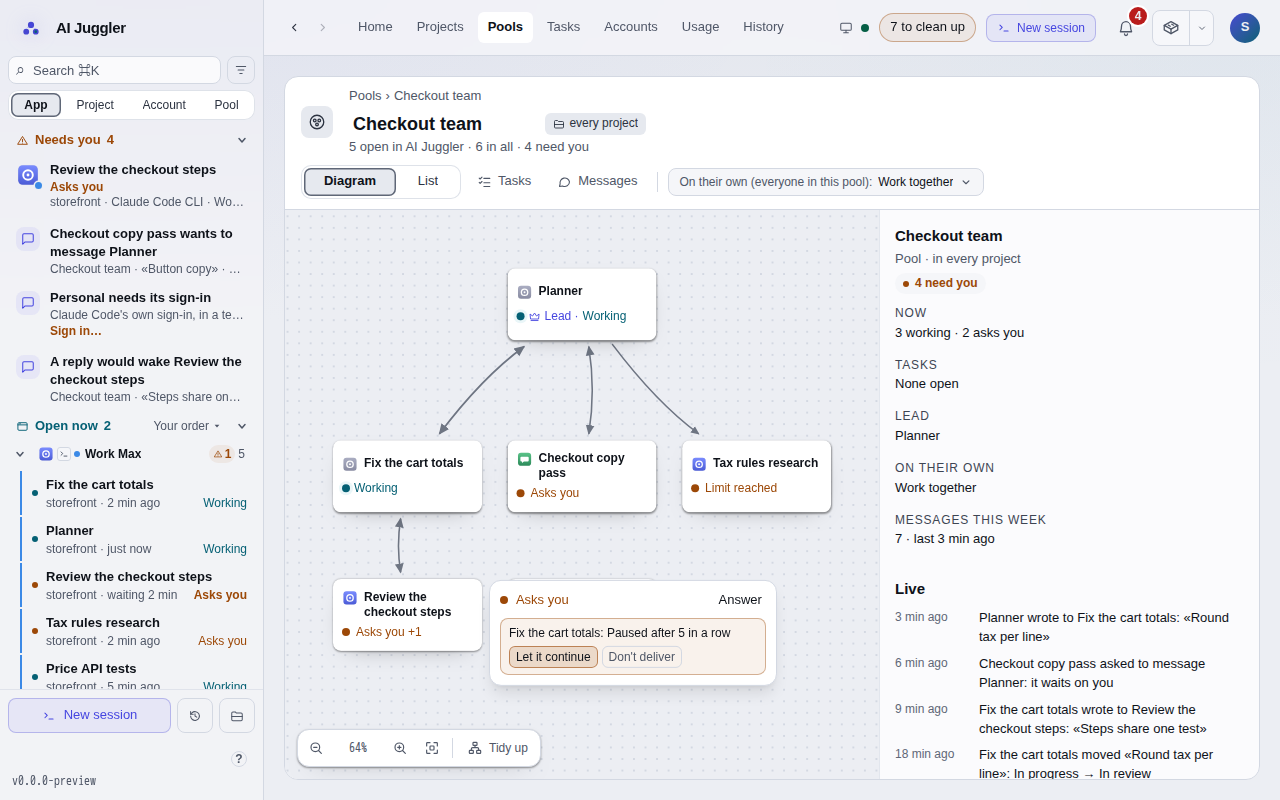 AI Juggler
Search ⌘K
App
Project
Account
Pool
Needs you 4
Review the checkout steps
Asks you
storefront · Claude Code CLI · Wo…
Checkout copy pass wants to
message Planner
Checkout team · «Button copy» · …
Personal needs its sign-in
Claude Code's own sign-in, in a te…
Sign in…
A reply would wake Review the
checkout steps
Checkout team · «Steps share on…
Open now 2
Your order
Work Max
1
5
Fix the cart totals
storefront · 2 min ago
Working
Planner
storefront · just now
Working
Review the checkout steps
storefront · waiting 2 min
Asks you
Tax rules research
storefront · 2 min ago
Asks you
Price API tests
storefront · 5 min ago
Working
New session
?
v0.0.0-preview
Home
Projects
Pools
Tasks
Accounts
Usage
History
7 to clean up
New session
4
S
Pools › Checkout team
Checkout team
every project
5 open in AI Juggler · 6 in all · 4 need you
Diagram
List
Tasks
Messages
On their own (everyone in this pool): Work together
Planner
Lead · Working
Fix the cart totals
Working
Checkout copy
pass
Asks you
Tax rules research
Limit reached
Review the
checkout steps
Asks you +1
Asks you
Answer
Fix the cart totals: Paused after 5 in a row
Let it continue
Don't deliver
64%
Tidy up
Checkout team
Pool · in every project
4 need you
NOW
3 working · 2 asks you
TASKS
None open
LEAD
Planner
ON THEIR OWN
Work together
MESSAGES THIS WEEK
7 · last 3 min ago
Live
3 min ago
Planner wrote to Fix the cart totals: «Round
tax per line»
6 min ago
Checkout copy pass asked to message
Planner: it waits on you
9 min ago
Fix the cart totals wrote to Review the
checkout steps: «Steps share one test»
18 min ago
Fix the cart totals moved «Round tax per
line»: In progress → In review